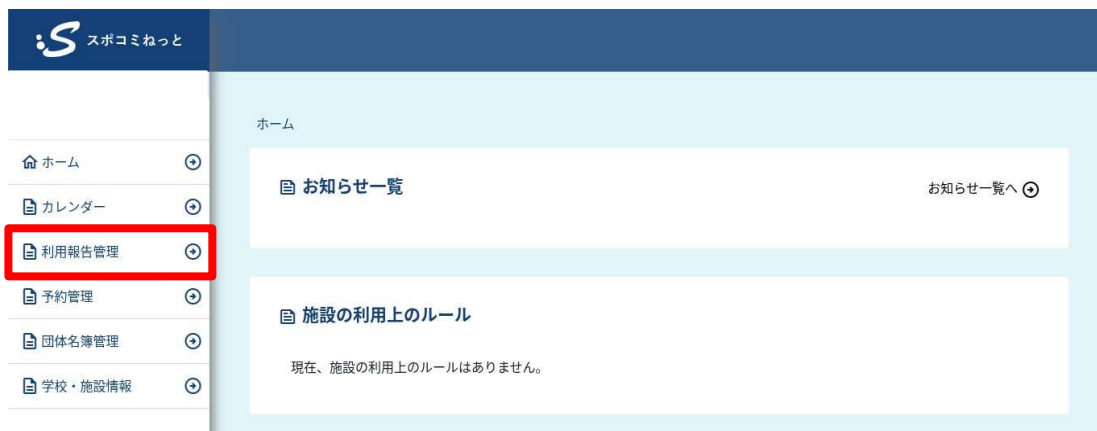 スポコミねっと
ホーム
カレンダー
利用報告管理
予約管理
団体名簿管理
学校・施設情報
ホーム
お知らせ一覧
お知らせ一覧へ
施設の利用上のルール
現在、施設の利用上のルールはありません。